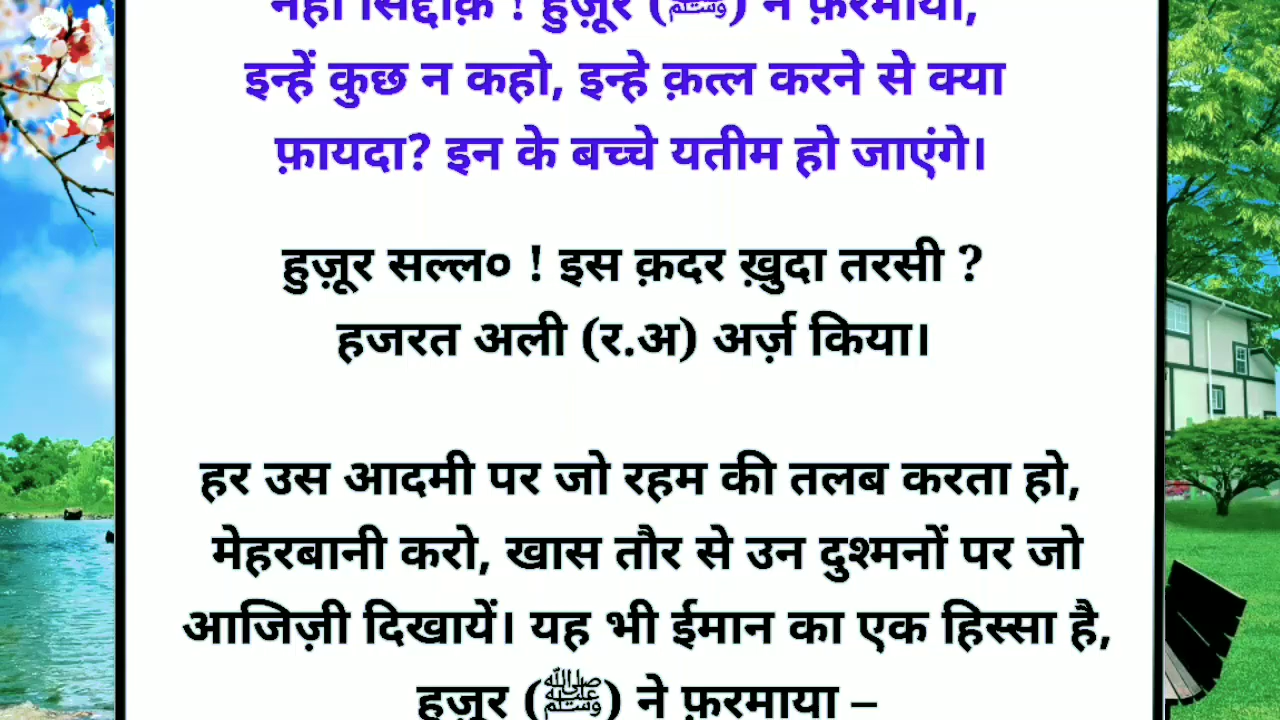 नहीं सिद्दीक़ ! हुज़ूर (ﷺ) ने फ़रमाया,
इन्हें कुछ न कहो, इन्हे क़त्ल करने से क्या
फ़ायदा? इन के बच्चे यतीम हो जाएंगे।
हुज़ूर सल्ल० ! इस क़दर ख़ुदा तरसी ?
हजरत अली (र.अ) अर्ज़ किया।
हर उस आदमी पर जो रहम की तलब करता हो,
मेहरबानी करो, खास तौर से उन दुश्मनों पर जो
आजिज़ी दिखायें। यह भी ईमान का एक हिस्सा है,
हुज़ूर (ﷺ) ने फ़रमाया –